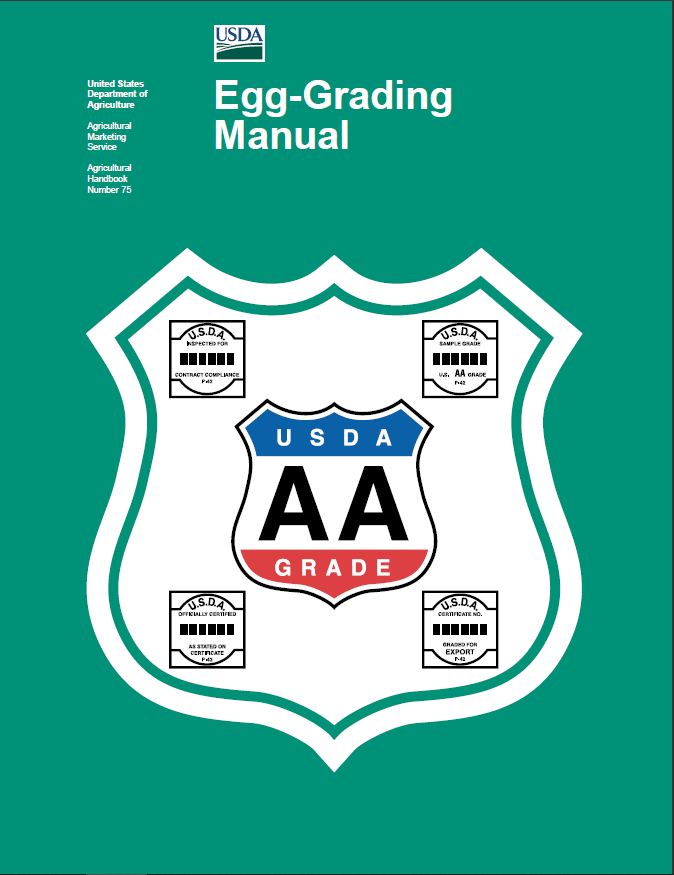 USDA
United States
Department of
Agriculture
Agricultural
Marketing
Service
Agricultural
Handbook
Number 75
Egg-Grading
Manual
U.S.D.A.
INSPECTED FOR
CONTRACT COMPLIANCE
P-42
U.S.D.A.
SAMPLE GRADE
U.S. AA GRADE
P-42
USDA
AA
GRADE
U.S.D.A.
OFFICIALLY CERTIFIED
AS STATED ON
CERTIFICATE
P-42
U.S.D.A.
CERTIFICATE NO.
GRADED FOR
EXPORT
P-42